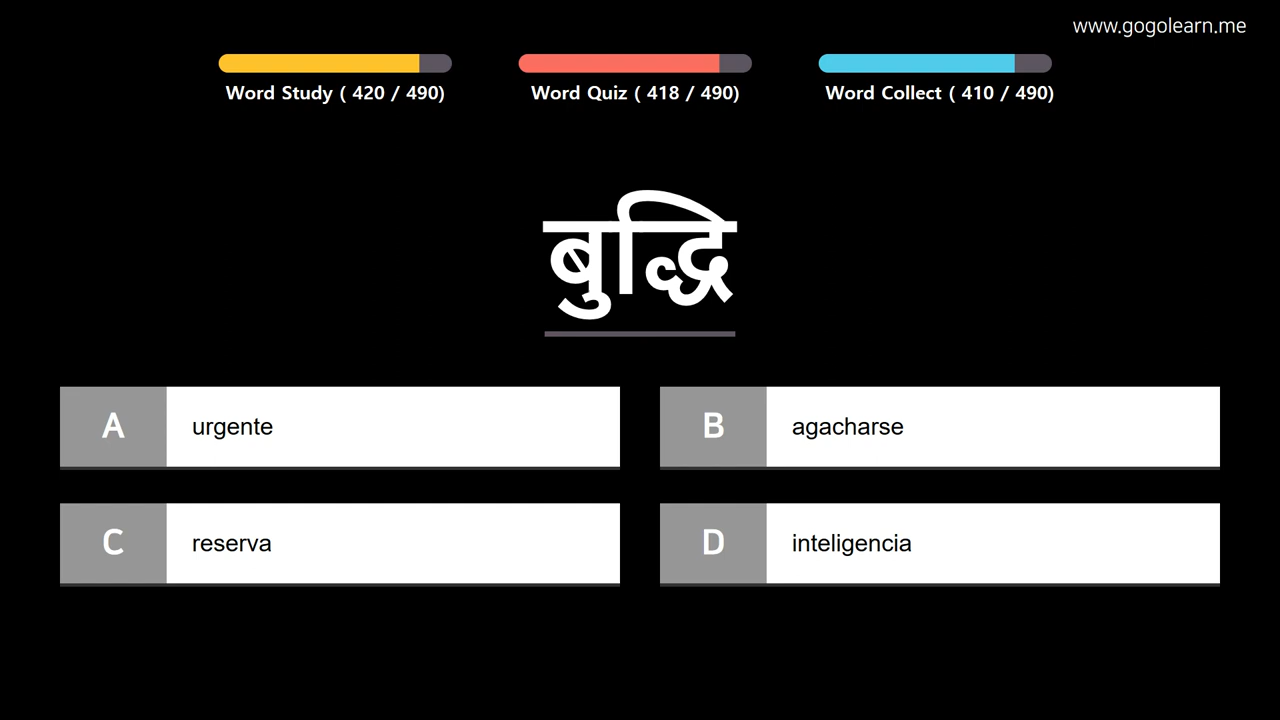 www.gogolearn.me
Word Study ( 420 / 490)
Word Quiz ( 418 / 490)
Word Collect ( 410 / 490)
बुद्धि
A urgente
B agacharse
C reserva
D inteligencia